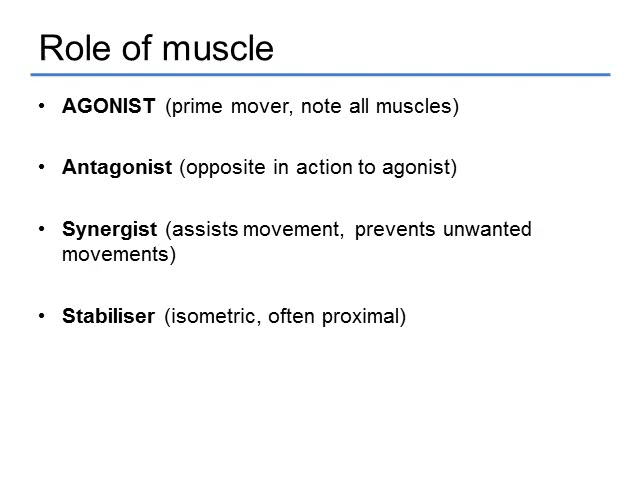 Role of muscle
• AGONIST (prime mover, note all muscles)
• Antagonist (opposite in action to agonist)
• Synergist (assists movement, prevents unwanted
movements)
• Stabiliser (isometric, often proximal)